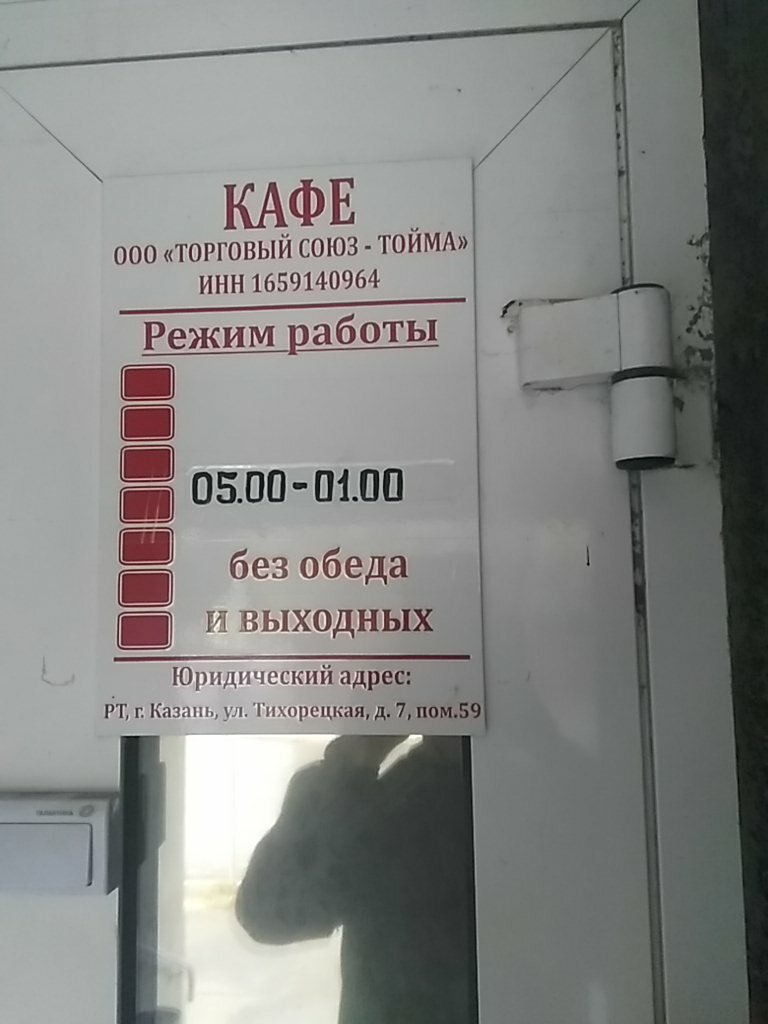 КАФЕ
ООО «ТОРГОВЫЙ СОЮЗ - ТОЙМА»
ИНН 1659140964
Режим работы
05.00-01.00
без обеда
и выходных
Юридический адрес:
РТ, г. Казань, ул. Тихорецкая, д. 7, пом.59